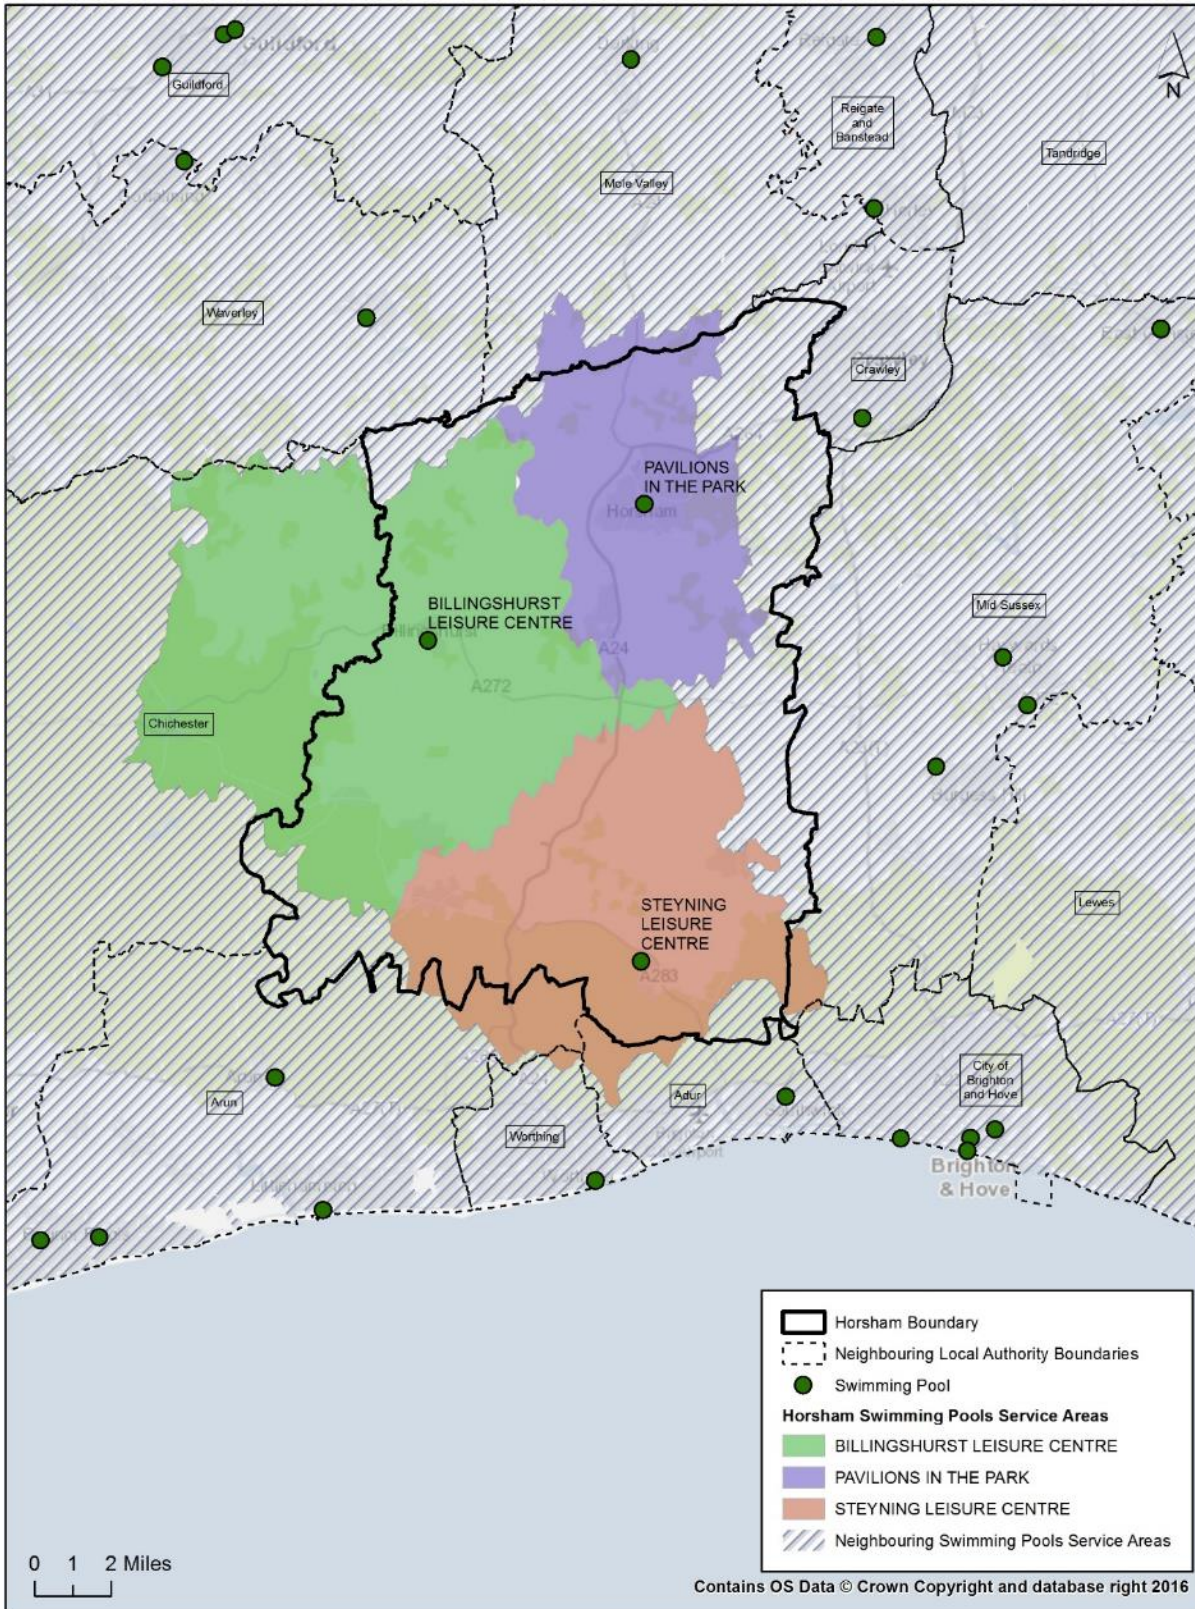 Guildford
Dorking
Reigate
N
Guildford
Reigate
and
Banstead
Tandridge
Mole Valley
Waverley
Crawley
PAVILIONS
IN THE PARK
Horsham
BILLINGSHURST
LEISURE CENTRE
Mid Sussex
A24
A272
Chichester
STEYNING
LEISURE
CENTRE
Lewes
A283
City of
Brighton
and Hove
Arun
Adur
Worthing
Brighton
& Hove
Horsham Boundary
Neighbouring Local Authority Boundaries
Swimming Pool
Horsham Swimming Pools Service Areas
BILLINGSHURST LEISURE CENTRE
PAVILIONS IN THE PARK
STEYNING LEISURE CENTRE
Neighbouring Swimming Pools Service Areas
0 1 2 Miles
Contains OS Data © Crown Copyright and database right 2016